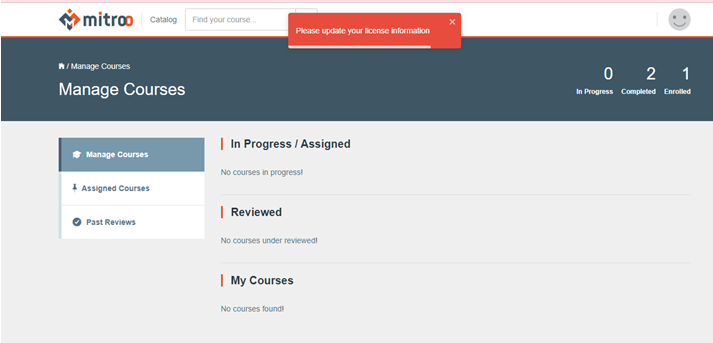 mitroo
Catalog
Find your course...
Please update your license information
×
/ Manage Courses
Manage Courses
0
In Progress
2
Completed
1
Enrolled
Manage Courses
Assigned Courses
Past Reviews
In Progress / Assigned
No courses in progress!
Reviewed
No courses under reviewed!
My Courses
No courses found!